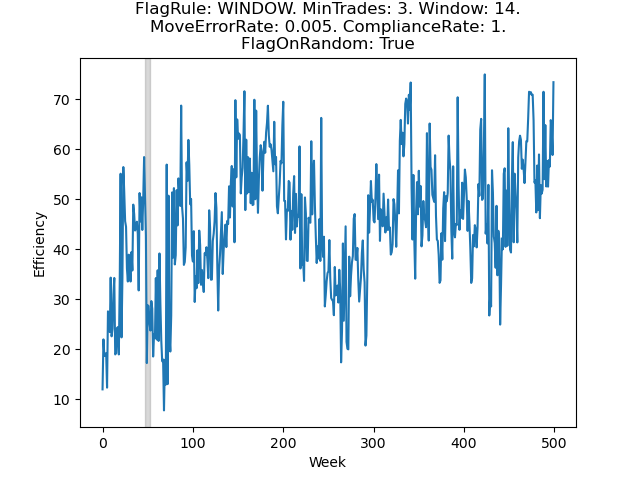 FlagRule: WINDOW. MinTrades: 3. Window: 14.
MoveErrorRate: 0.005. ComplianceRate: 1.
FlagOnRandom: True
70
60
50
40
30
20
10
Efficiency
0 100 200 300 400 500
Week